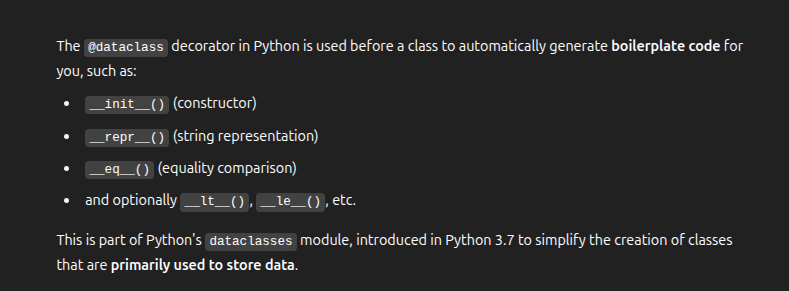 The @dataclass decorator in Python is used before a class to automatically generate boilerplate code for
you, such as:
• __init__() (constructor)
• __repr__() (string representation)
• __eq__() (equality comparison)
• and optionally __lt__(), __le__(), etc.
This is part of Python's dataclasses module, introduced in Python 3.7 to simplify the creation of classes
that are primarily used to store data.